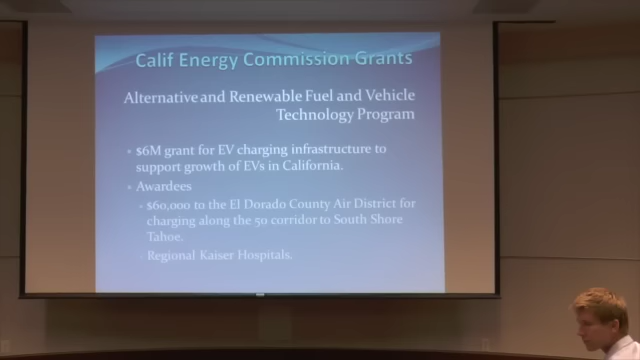 Calif Energy Commission Grants
Alternative and Renewable Fuel and Vehicle
Technology Program
• $6M grant for EV charging infrastructure to
support growth of EVs in California.
• Awardees
- $60,000 to the El Dorado County Air District for
charging along the 50 corridor to South Shore
Tahoe.
- Regional Kaiser Hospitals.